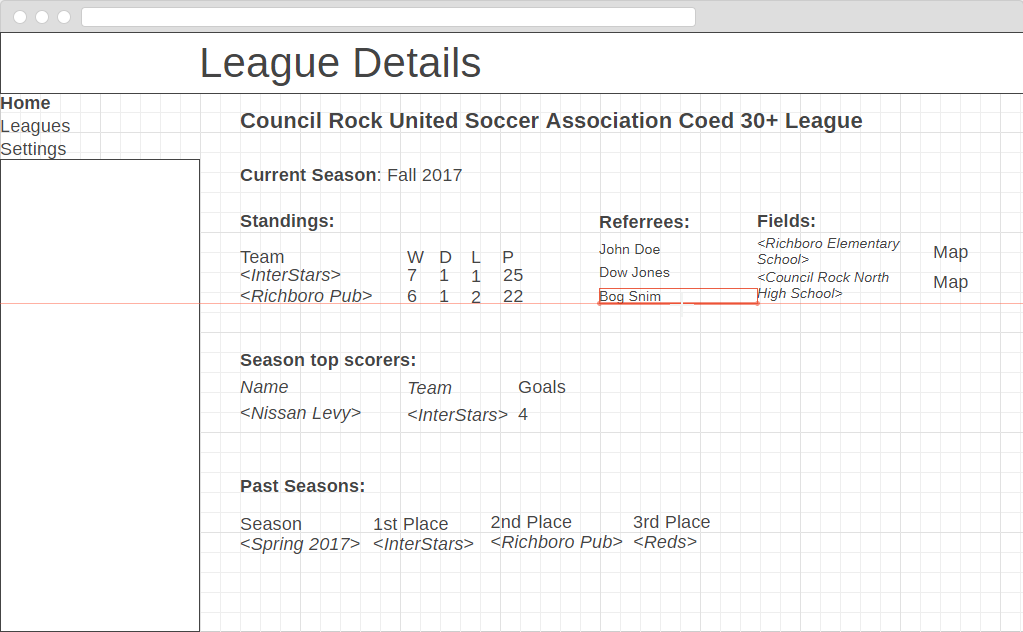 League Details
Home
Leagues
Settings
Council Rock United Soccer Association Coed 30+ League
Current Season: Fall 2017
Standings:
Team W D L P
<InterStars> 7 1 1 25
<Richboro Pub> 6 1 2 22
Referrees:
John Doe
Dow Jones
Bog Snim
Fields:
<Richboro Elementary
School>
Map
<Council Rock North
High School>
Map
Season top scorers:
Name Team Goals
<Nissan Levy> <InterStars> 4
Past Seasons:
Season 1st Place 2nd Place 3rd Place
<Spring 2017> <InterStars> <Richboro Pub> <Reds>